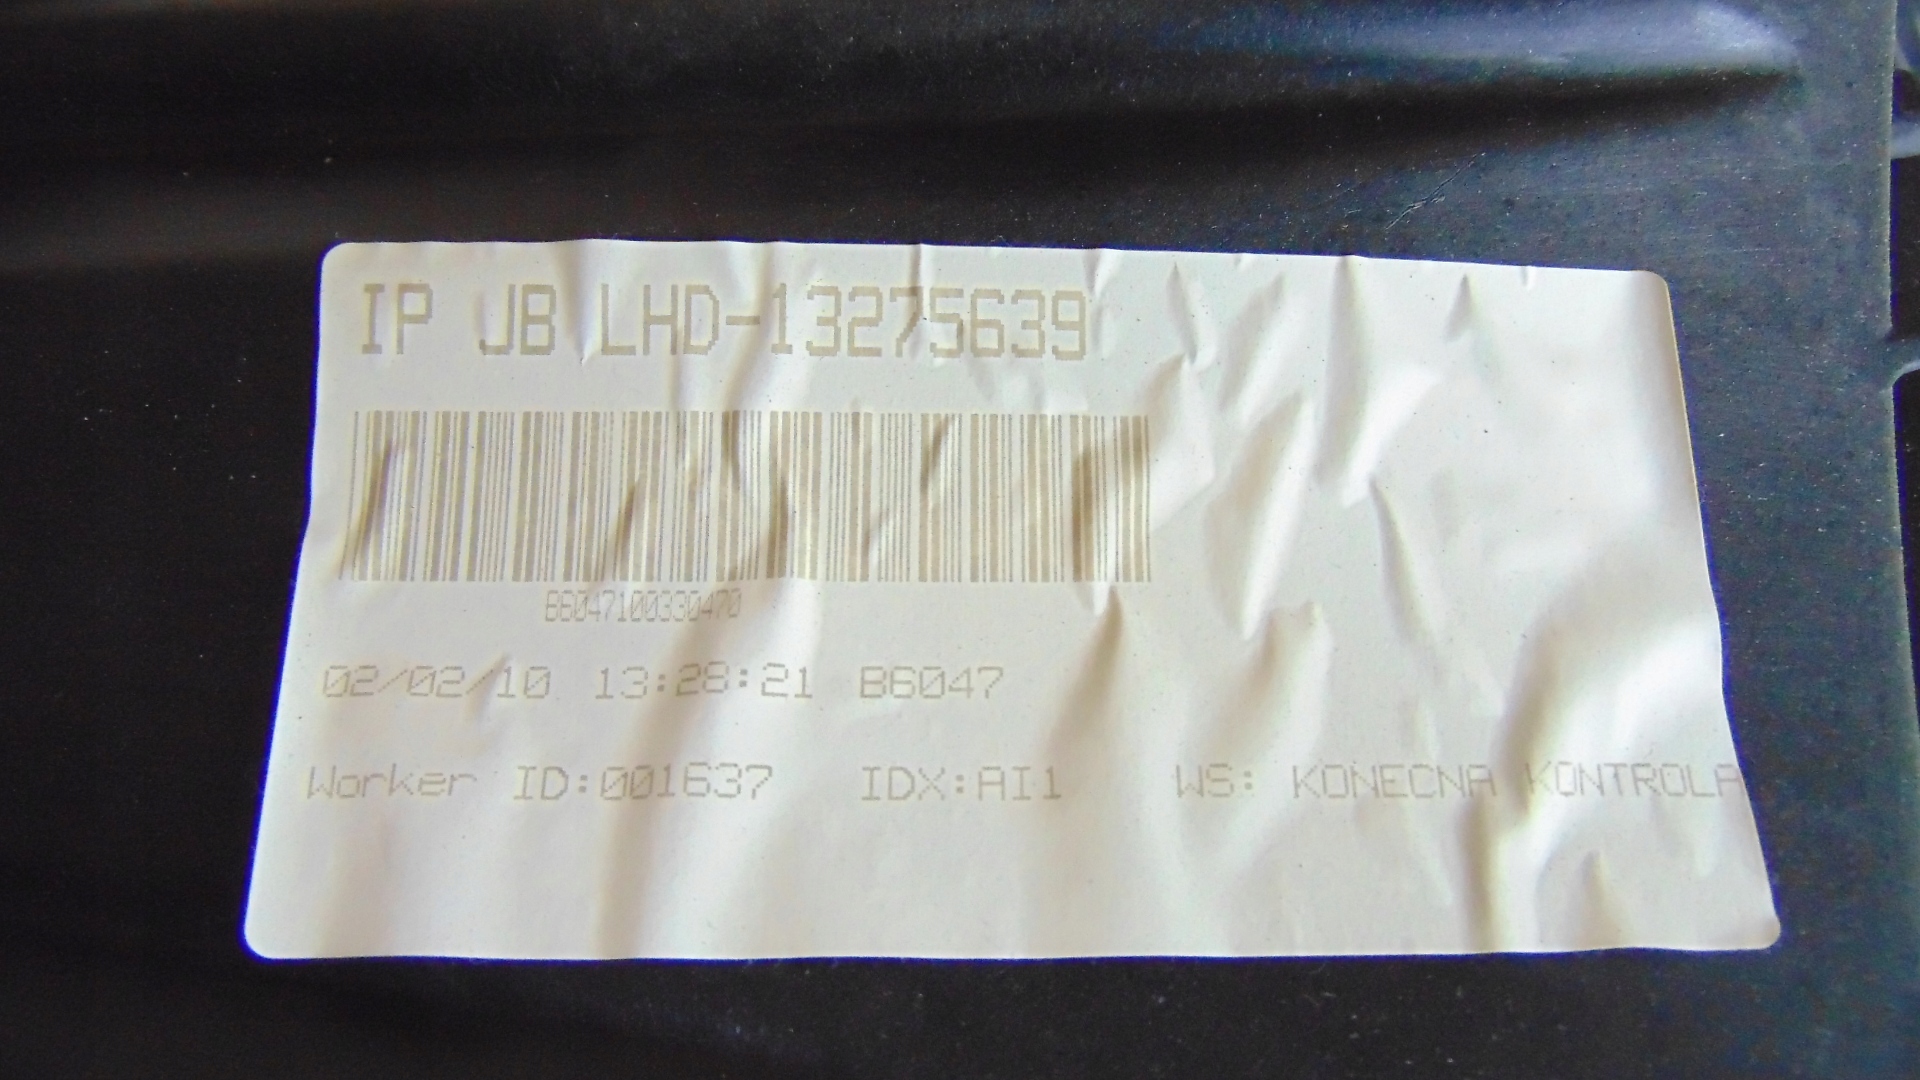 IP JB LHD-13275639
B6047100330470
02/02/10 13:28:21 B6047
Worker ID:001637 IDX:AI1 WS: KONECNA KONTROLA